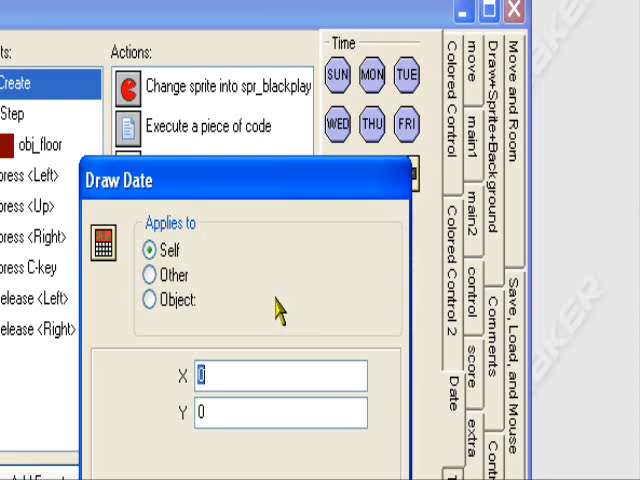 ts:
Create
Step
obj_floor
press <Left>
press <Up>
press <Right>
press C-key
elease <Left>
elease <Right>
Actions:
Change sprite into spr_blackplay
Execute a piece of code
Time
SUN MON TUE
WED THU FRI
Draw Date
Applies to
Self
Other
Object:
X 0
Y 0
Colored Control
Colored Control 2
Date
move
main1
main2
control
score
extra
Draw+Sprite+Background
Comments
Contr
Move and Room
Save, Load, and Mouse
AKER
AKER